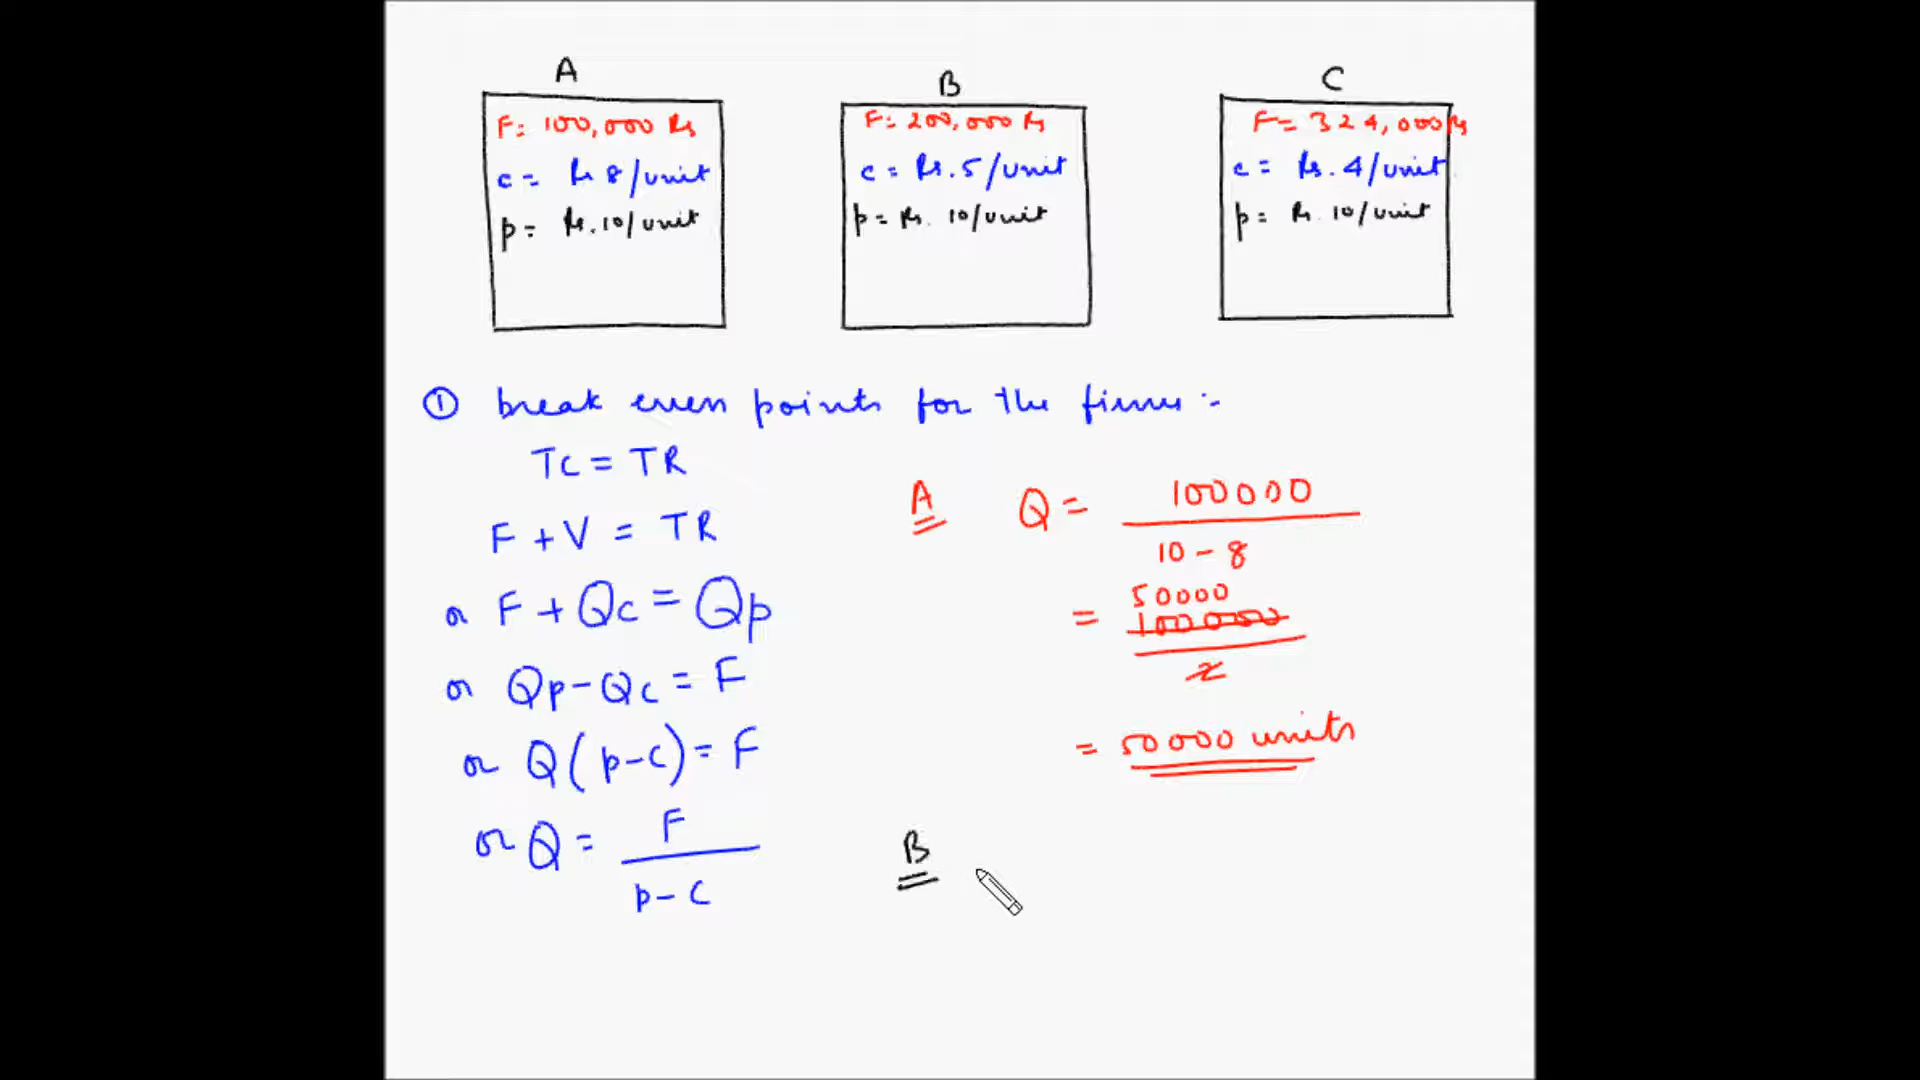 A
F: 100,000 Rs
c = Rs 8/unit
p = Rs. 10/unit
B
F: 200,000 Rs
c = Rs. 5/unit
p = Rs. 10/unit
C
F = 324,000 Rs
c = Rs. 4/unit
p = Rs. 10/unit
① break even points for the firms :-
TC = TR
F + V = TR
or F + Qc = Qp
or Qp - Qc = F
or Q(p-c) = F
or Q = F
p - c
A Q = 100000
10 - 8
50000
= 100000
2
= 50000 units
B